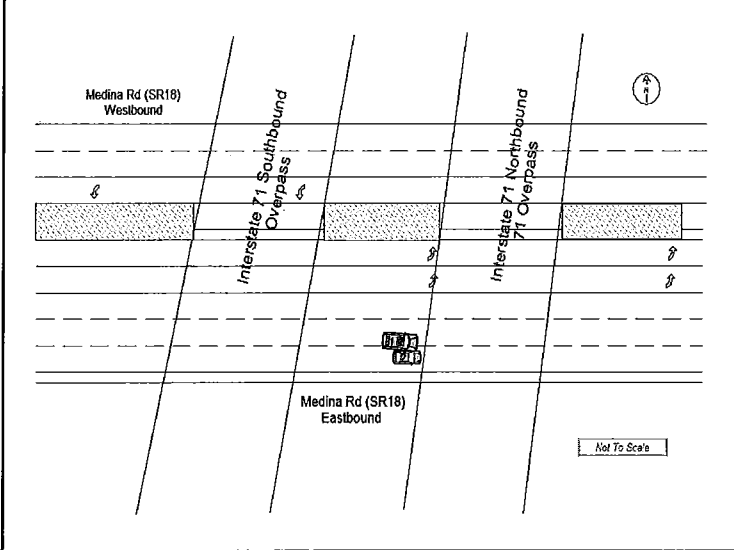 Medina Rd (SR18)
Westbound
N
Interstate 71 Southbound
Overpass
Interstate 71 Northbound
71 Overpass
Medina Rd (SR18)
Eastbound
Not To Scale